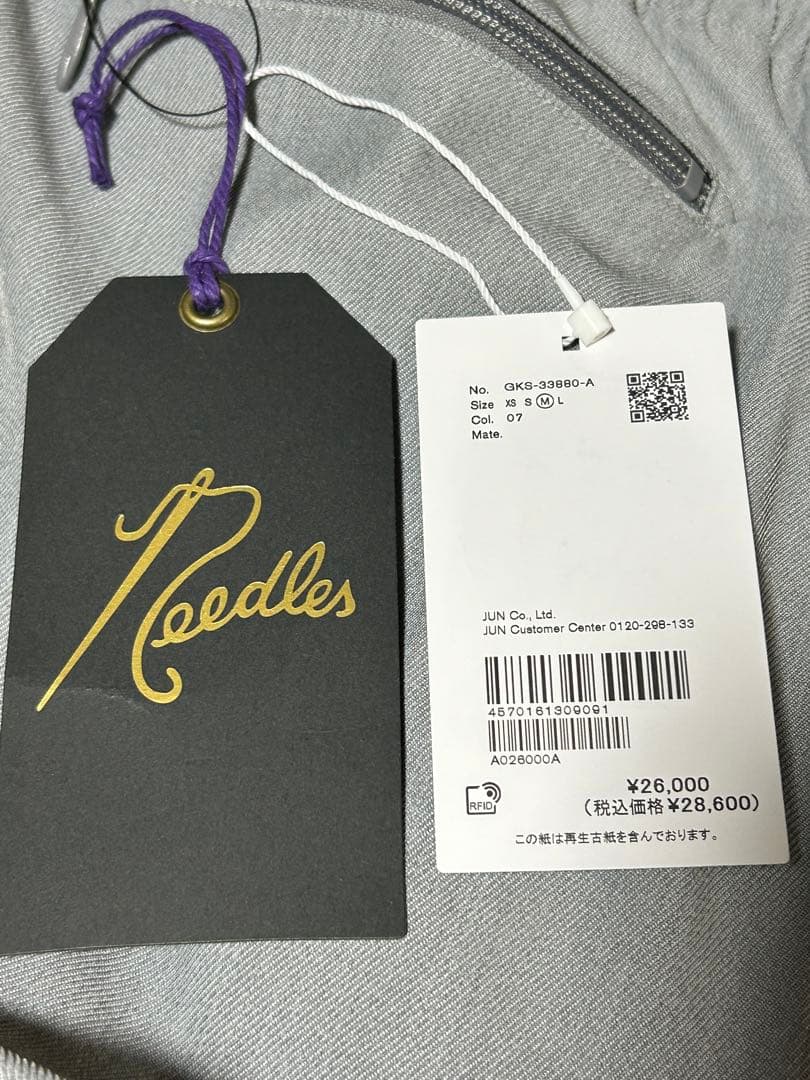 Needles
No. GKS-33880-A
Size XS S M L
Col. 07
Mate.
JUN Co., Ltd.
JUN Customer Center 0120-298-133
4570161309091
A026000A
RFID
¥26,000
(税込価格¥28,600)
この紙は再生古紙を含んでおります。